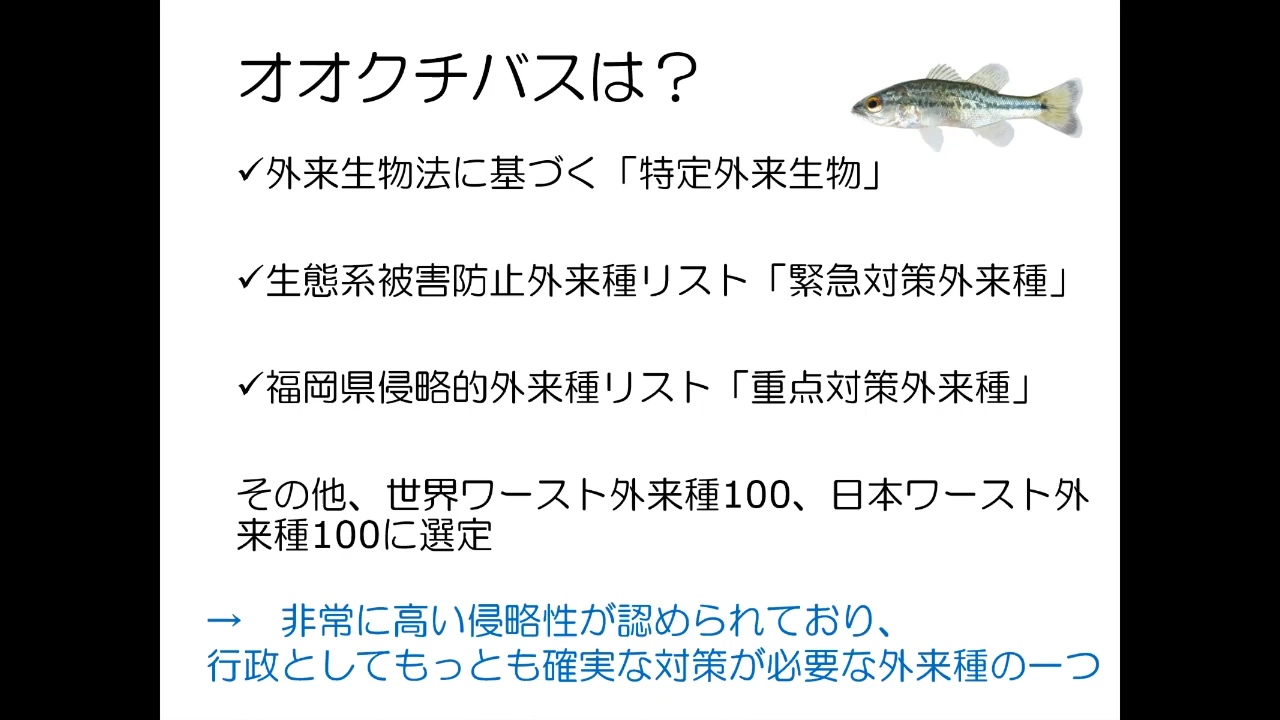 オオクチバスは？
✓外来生物法に基づく「特定外来生物」
✓生態系被害防止外来種リスト「緊急対策外来種」
✓福岡県侵略的外来種リスト「重点対策外来種」
その他、世界ワースト外来種100、日本ワースト外
来種100に選定
→　非常に高い侵略性が認められており、
行政としてもっとも確実な対策が必要な外来種の一つ